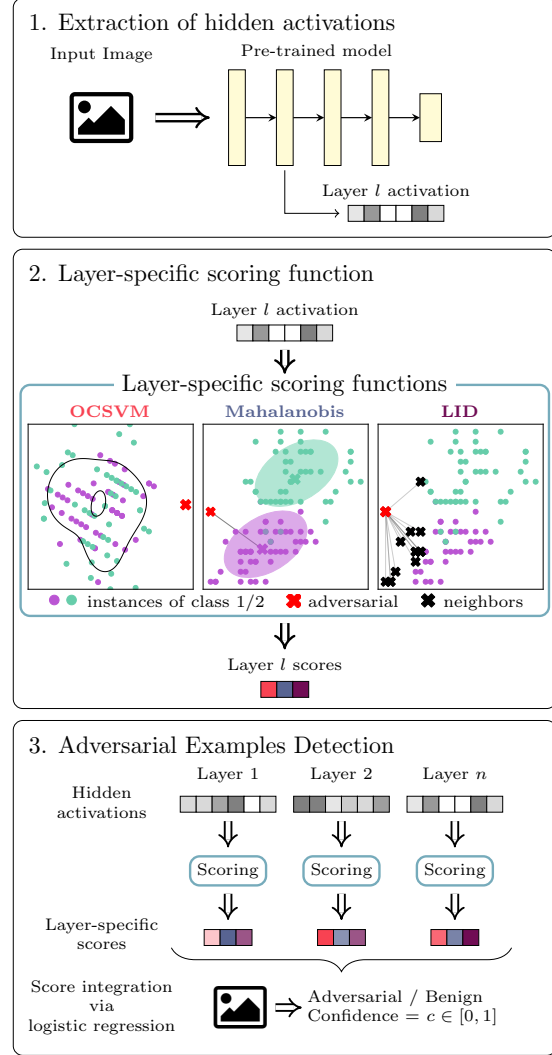 1. Extraction of hidden activations
Input Image
Pre-trained model
Layer l activation
2. Layer-specific scoring function
Layer l activation
Layer-specific scoring functions
OCSVM
Mahalanobis
LID
instances of class 1/2
adversarial
neighbors
Layer l scores
3. Adversarial Examples Detection
Layer 1
Layer 2
Layer n
Hidden
activations
Scoring
Scoring
Scoring
Layer-specific
scores
Score integration
via
logistic regression
Adversarial / Benign
Confidence = c ∈ [0, 1]